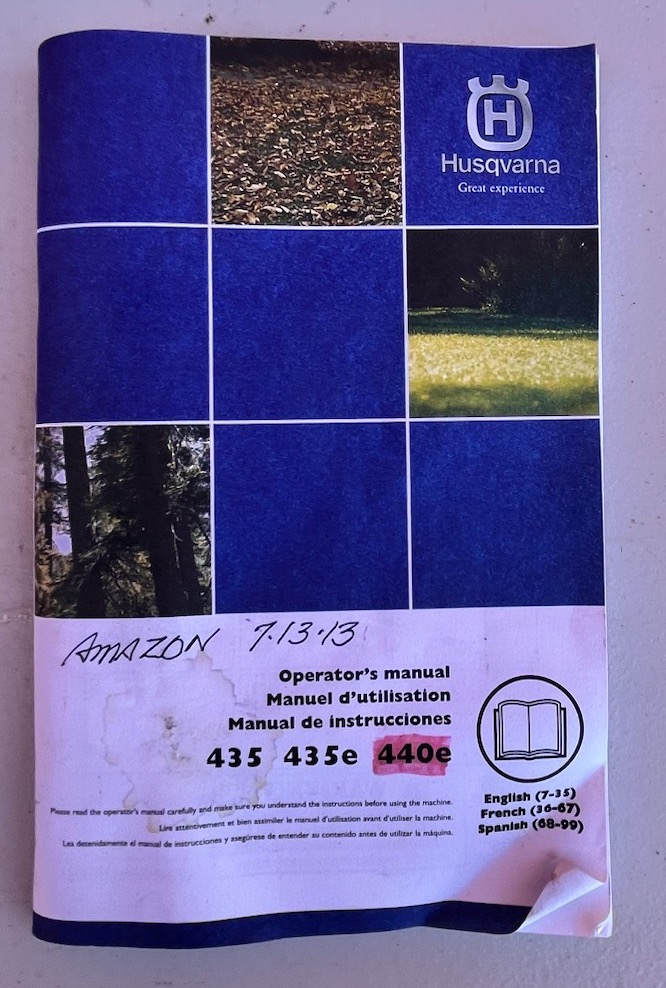 H
Husqvarna
Great experience
AMAZON 7.13.13
Operator's manual
Manuel d'utilisation
Manual de instrucciones
435 435e 440e
Please read the operator's manual carefully and make sure you understand the instructions before using the machine.
Lire attentivement et bien assimiler le manuel d'utilisation avant d'utiliser la machine.
Lea detenidamente el manual de instrucciones y asegúrese de entender su contenido antes de utilizar la máquina.
English (7-35)
French (36-67)
Spanish (68-99)